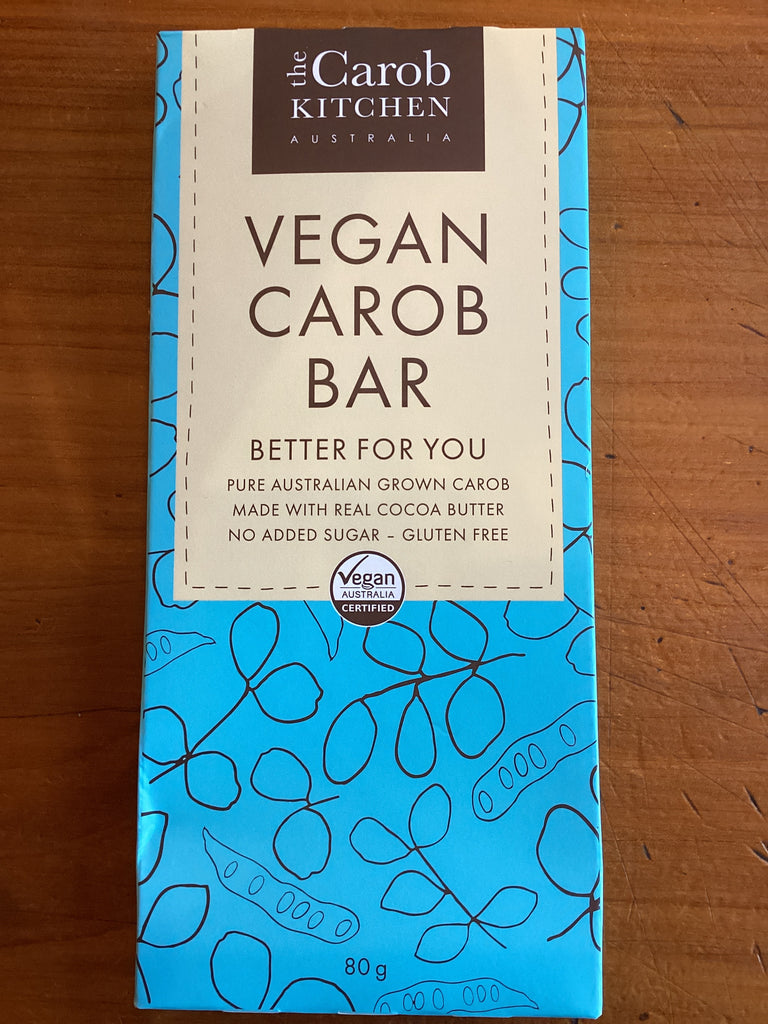 the Carob
KITCHEN
AUSTRALIA
VEGAN
CAROB
BAR
BETTER FOR YOU
PURE AUSTRALIAN GROWN CAROB
MADE WITH REAL COCOA BUTTER
NO ADDED SUGAR – GLUTEN FREE
Vegan
AUSTRALIA
CERTIFIED
80 g